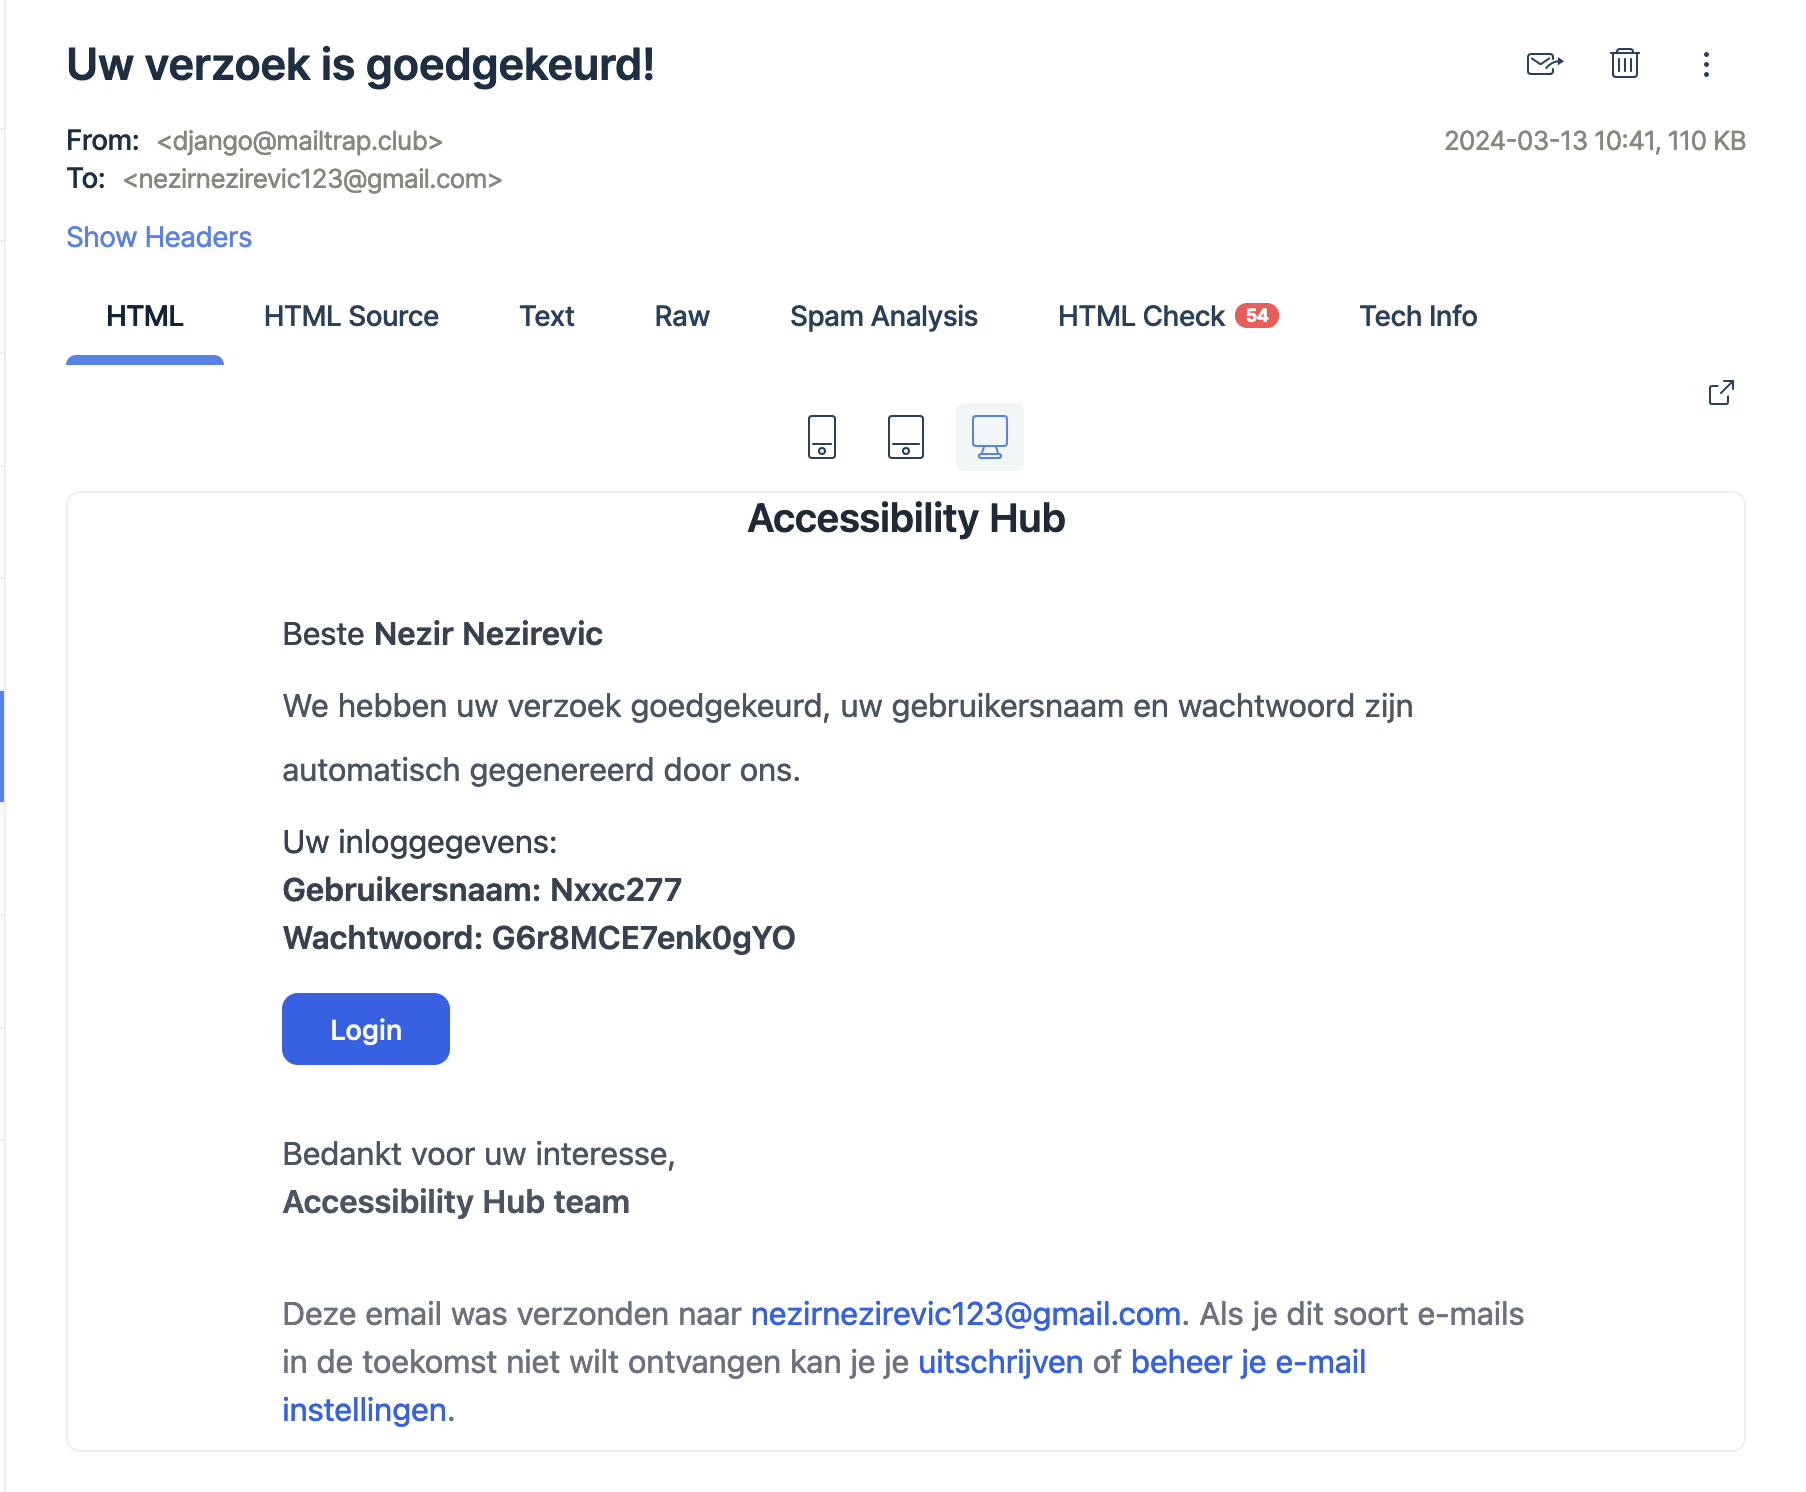 Uw verzoek is goedgekeurd!
From: <django@mailtrap.club>
2024-03-13 10:41, 110 KB
To: <nezirnezirevic123@gmail.com>
Show Headers
HTML HTML Source Text Raw Spam Analysis HTML Check 54 Tech Info
Accessibility Hub
Beste Nezir Nezirevic
We hebben uw verzoek goedgekeurd, uw gebruikersnaam en wachtwoord zijn
automatisch gegenereerd door ons.
Uw inloggegevens:
Gebruikersnaam: Nxxc277
Wachtwoord: G6r8MCE7enk0gYO
Login
Bedankt voor uw interesse,
Accessibility Hub team
Deze email was verzonden naar nezirnezirevic123@gmail.com. Als je dit soort e-mails
in de toekomst niet wilt ontvangen kan je je uitschrijven of beheer je e-mail
instellingen.